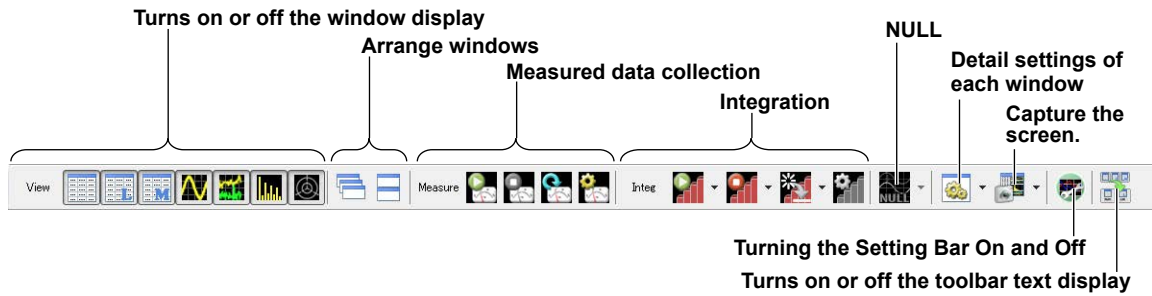 Turns on or off the window display
Arrange windows
Measured data collection
Integration
NULL
Detail settings of
each window
Capture the
screen.
View
L
M
Measure
Integ
NULL
Turning the Setting Bar On and Off
Turns on or off the toolbar text display